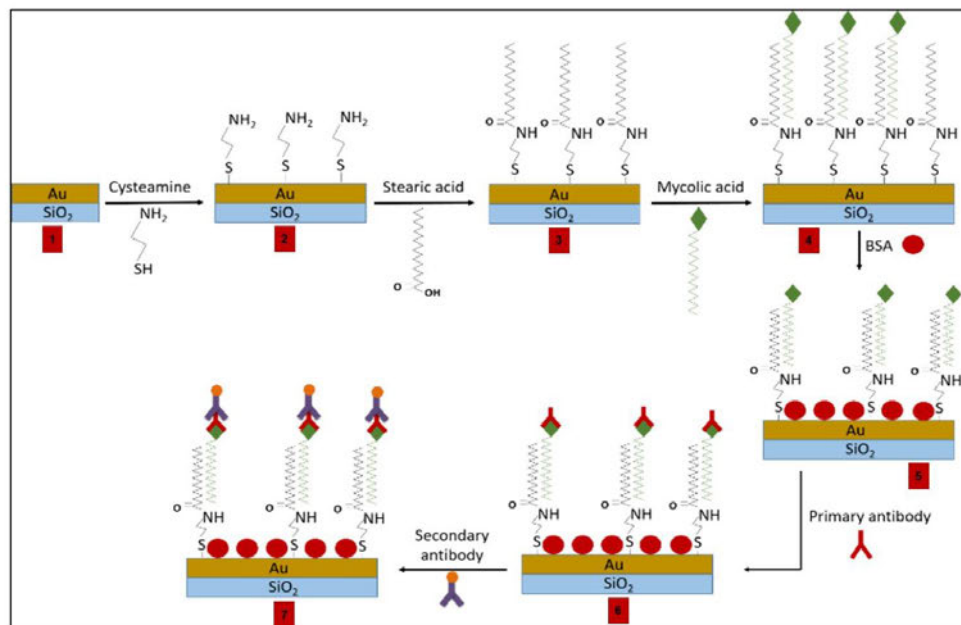 Au
SiO2
1
Cysteamine
NH2
SH
NH2
NH2
NH2
S
S
S
Au
SiO2
2
Stearic acid
O
OH
O
NH
O
NH
O
NH
S
S
S
Au
SiO2
3
Mycolic acid
O
NH
O
NH
O
NH
O
NH
S
S
S
S
Au
SiO2
4
BSA
O
NH
O
NH
O
NH
S
S
S
Au
SiO2
5
Primary antibody
O
NH
O
NH
O
NH
S
S
S
Au
SiO2
6
Secondary
antibody
O
NH
O
NH
O
NH
S
S
S
Au
SiO2
7